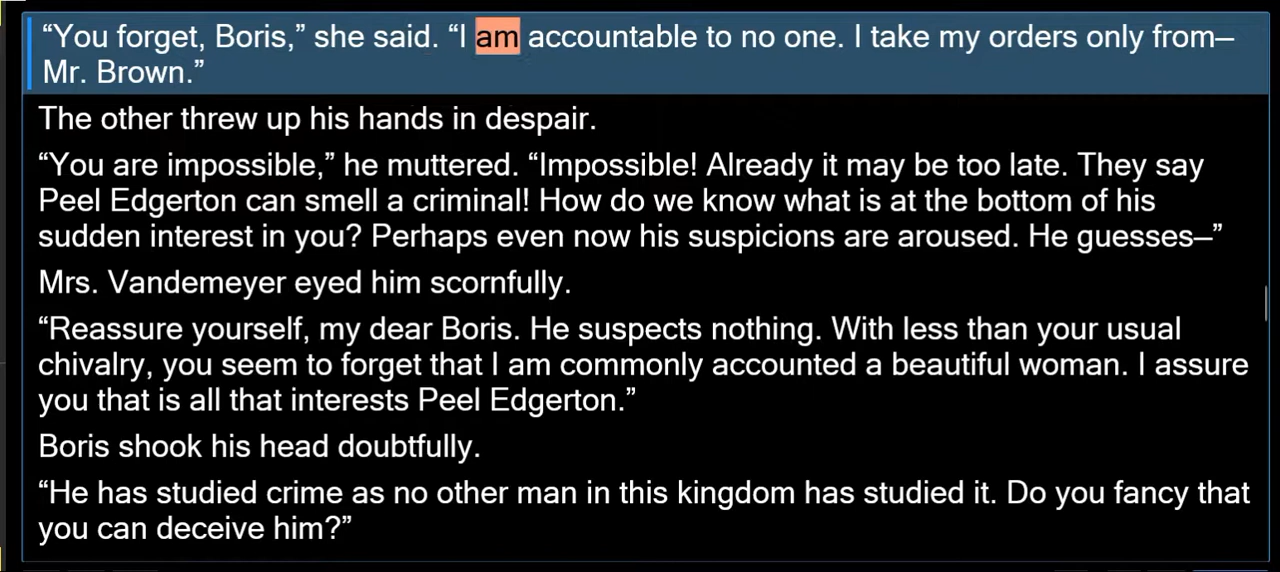 “You forget, Boris,” she said. “I am accountable to no one. I take my orders only from—
Mr. Brown.”
The other threw up his hands in despair.
“You are impossible,” he muttered. “Impossible! Already it may be too late. They say
Peel Edgerton can smell a criminal! How do we know what is at the bottom of his
sudden interest in you? Perhaps even now his suspicions are aroused. He guesses—”
Mrs. Vandemeyer eyed him scornfully.
“Reassure yourself, my dear Boris. He suspects nothing. With less than your usual
chivalry, you seem to forget that I am commonly accounted a beautiful woman. I assure
you that is all that interests Peel Edgerton.”
Boris shook his head doubtfully.
“He has studied crime as no other man in this kingdom has studied it. Do you fancy that
you can deceive him?”